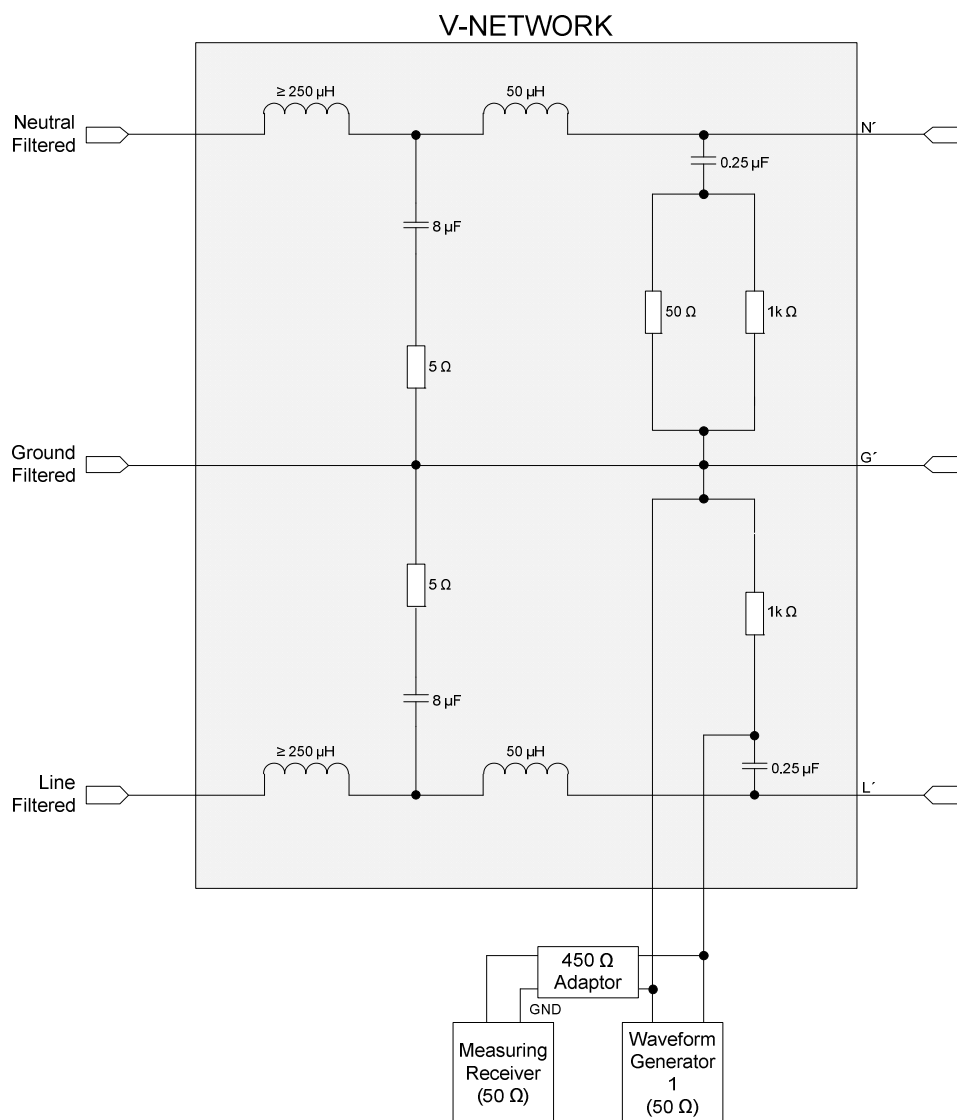 V-NETWORK
≥ 250 µH
50 µH
Neutral
Filtered
N´
0.25 µF
8 µF
50 Ω
1k Ω
5 Ω
Ground
Filtered
G´
5 Ω
1k Ω
8 µF
≥ 250 µH
50 µH
0.25 µF
Line
Filtered
L´
450 Ω
Adaptor
GND
Measuring
Receiver
(50 Ω)
Waveform
Generator
1
(50 Ω)